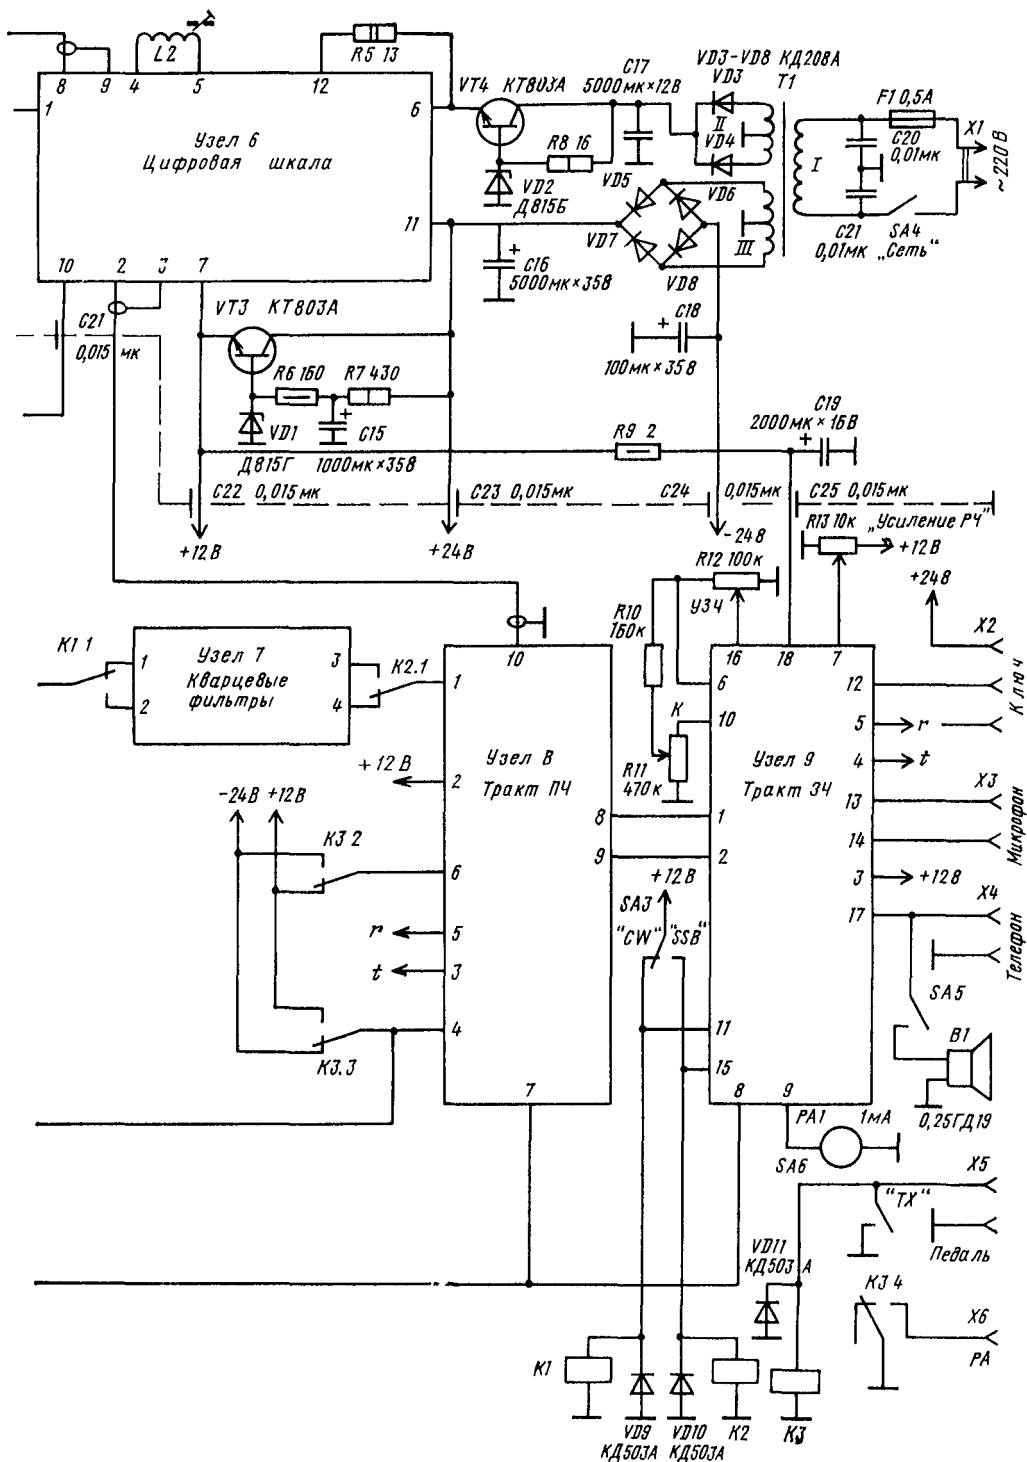 L2
R5 13
8 9 4 5 12
1
Узел 6
Цифровая шкала
6
11
10 2 3 7
VT4 КТ803А
C17
5000мк×12В
R8 16
VD2
Д815Б
VD3-VD8 КД208А
VD3
T1
II
VD4
VD5
VD6
VD7
VD8
III
I
F1 0,5А
C20
0,01мк
X1
~220В
C21
0,01мк
SA4
„Сеть“
C16
5000мк×35В
C21
0,015 мк
VT3 КТ803А
R6 160
R7 430
VD1
Д815Г
C15
1000мк×35В
C18
100мк×35В
R9 2
C19
2000мк×16В
C22 0,015мк
C23 0,015мк
C24 0,015мк
C25 0,015мк
+12В
+24В
-24В
R13 10к
„Усиление РЧ“
+12В
R12 100к
УЗЧ
R10
160к
+24В
X2
Ключ
K1 1
1
2
Узел 7
Кварцевые
фильтры
3
4
K2.1
10
1
Узел 8
Тракт ПЧ
+12В
2
8
9
-24В +12В
K3 2
6
r
5
t
3
4
K3.3
7
16 18 7
6
К
10
R11
470к
Узел 9
Тракт ЗЧ
12
5
r
4
t
13
X3
Микрофон
14
1
2
3
+12В
+12В
SA3
"CW" "SSB"
17
X4
Телефон
SA5
B1
0,25ГД19
11
15
8 9
PA1 1мА
SA6
"TX"
X5
Педаль
VD11
КД503А
K3 4
X6
PA
K1
VD9
КД503А
VD10
КД503А
K2
K3